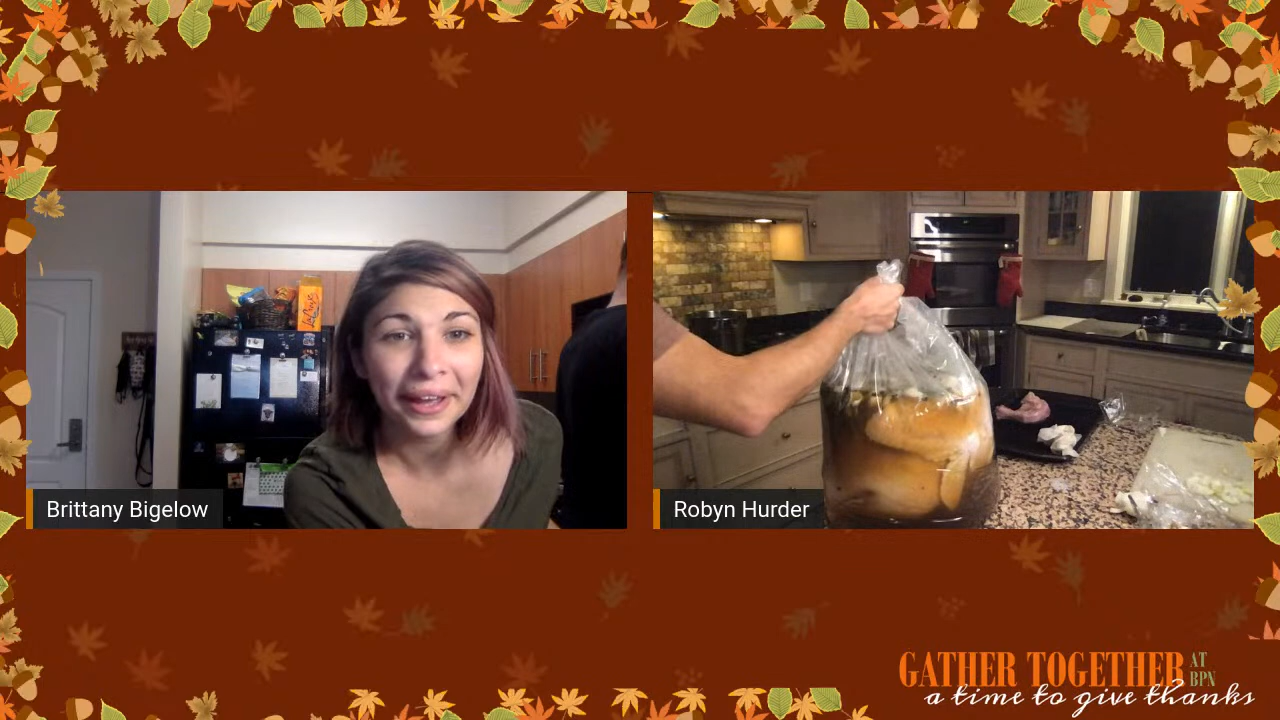 Brittany Bigelow
Robyn Hurder
GATHER TOGETHER AT BPN
a time to give thanks